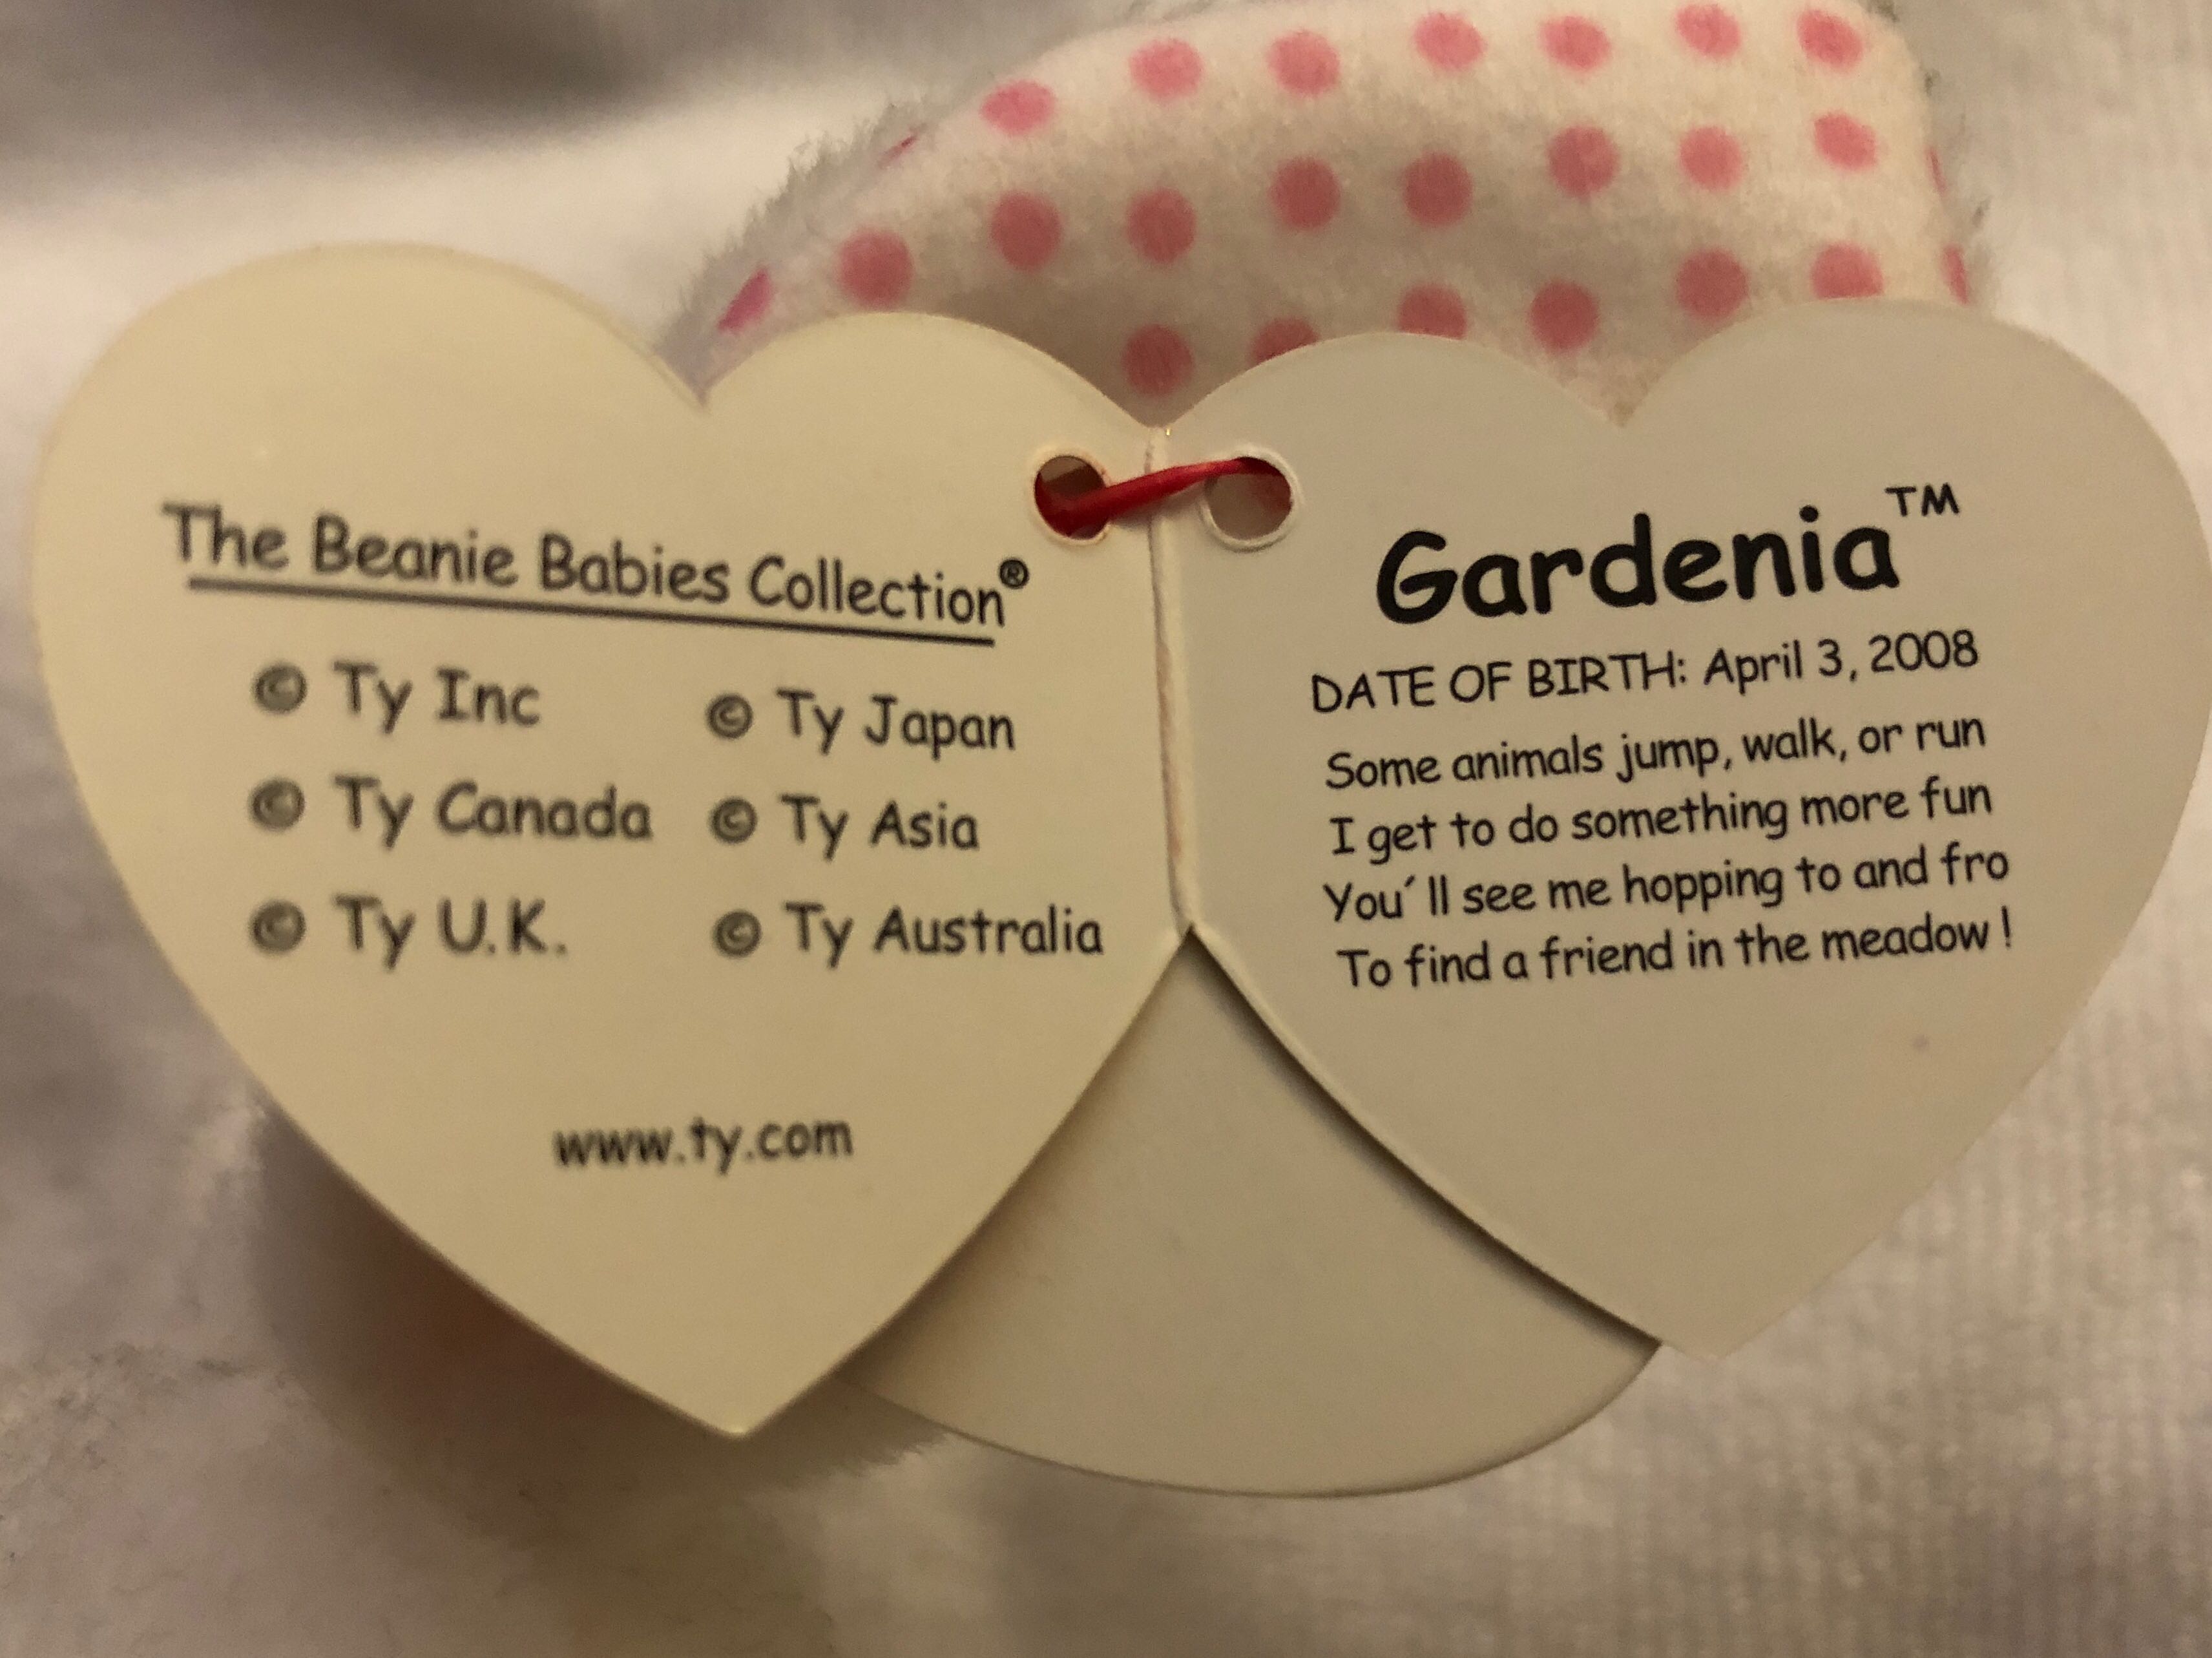 The Beanie Babies Collection®
© Ty Inc
© Ty Canada
© Ty U.K.
© Ty Japan
© Ty Asia
© Ty Australia
www.ty.com
Gardenia™
DATE OF BIRTH: April 3, 2008
Some animals jump, walk, or run
I get to do something more fun
You´ll see me hopping to and fro
To find a friend in the meadow !